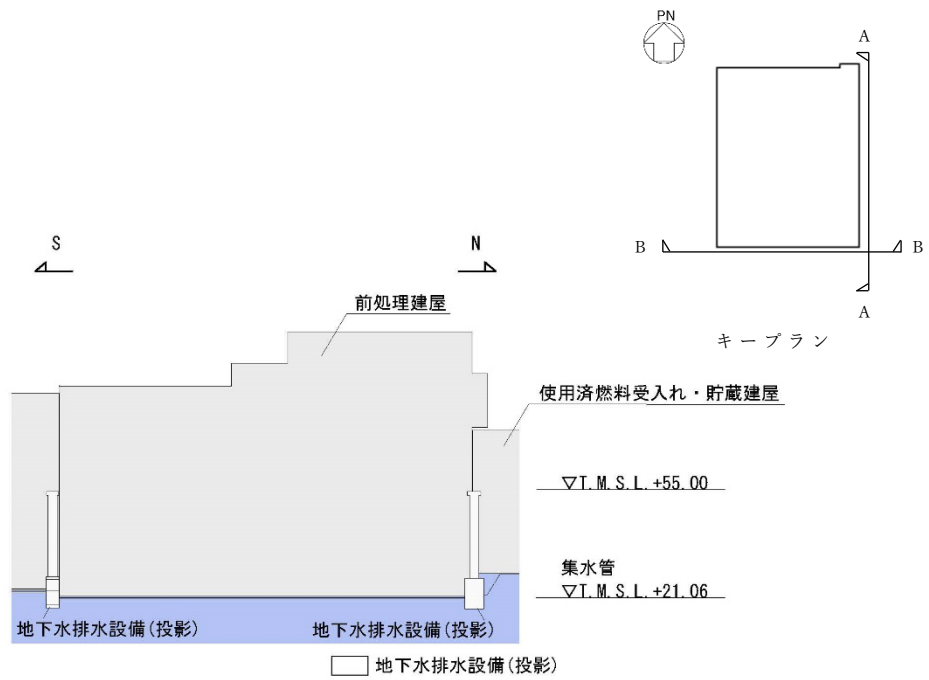 PN
A
B
B
A
キープラン
S
N
前処理建屋
使用済燃料受入れ・貯蔵建屋
▽T.M.S.L.+55.00
集水管
▽T.M.S.L.+21.06
地下水排水設備(投影)
地下水排水設備(投影)
地下水排水設備(投影)